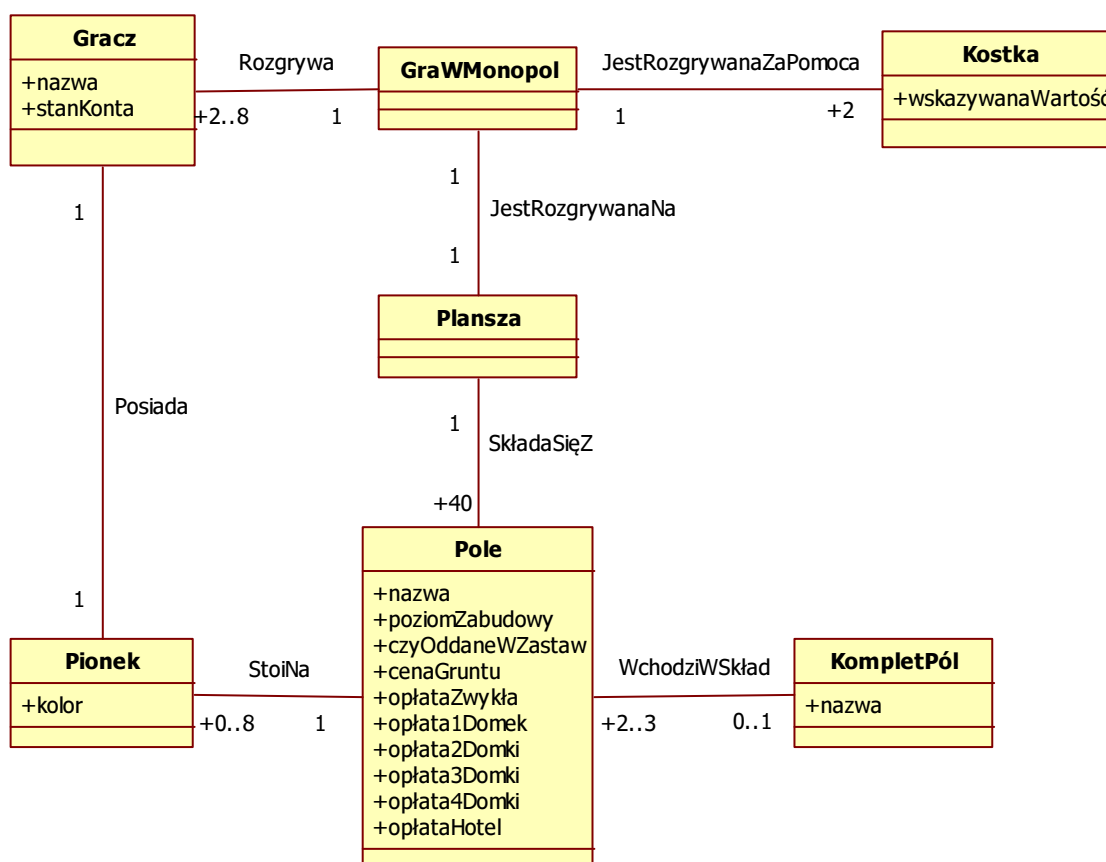 Gracz
+nazwa
+stanKonta
Rozgrywa
+2..8
1
GraWMonopol
JestRozgrywanaZaPomoca
1
+2
Kostka
+wskazywanaWartość
1
JestRozgrywanaNa
1
1
Posiada
1
Plansza
1
SkładaSięZ
+40
Pionek
+kolor
StoiNa
+0..8
1
Pole
+nazwa
+poziomZabudowy
+czyOddaneWZastaw
+cenaGruntu
+opłataZwykła
+opłata1Domek
+opłata2Domki
+opłata3Domki
+opłata4Domki
+opłataHotel
WchodziWSkład
+2..3
0..1
KompletPól
+nazwa